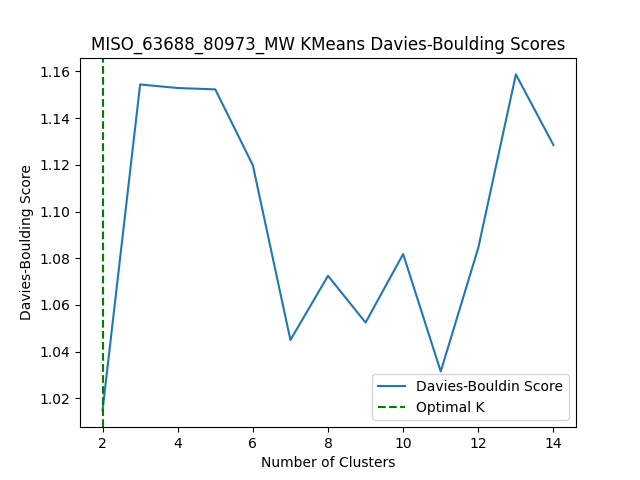 MISO_63688_80973_MW KMeans Davies-Boulding Scores
1.16
1.14
1.12
1.10
1.08
1.06
1.04
1.02
Davies-Boulding Score
Davies-Bouldin Score
Optimal K
2 4 6 8 10 12 14
Number of Clusters